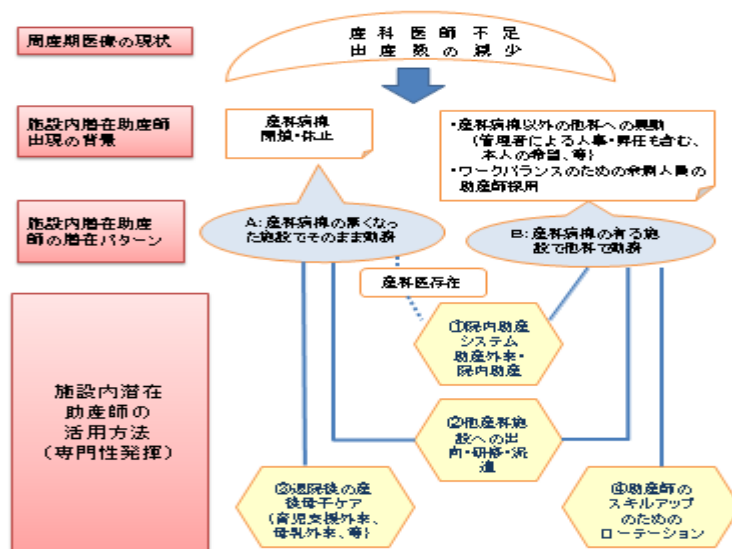 周産期医療の現状
産科医師不足
出産数の減少
施設内潜在助産師
出現の背景
産科病棟
閉鎖・休止
・産科病棟以外の他科への異動
(管理者による人事・昇任も含む、
本人の希望、等)
・ワークバランスのための余剰人員の
助産師採用
施設内潜在助産
師の潜在パターン
A:産科病棟の無くなっ
た施設でそのまま勤務
B:産科病棟の有る施
設で他科で勤務
産科医存在
施設内潜在
助産師の
活用方法
(専門性発揮)
①院内助産
システム
助産外来・
院内助産
②他産科施
設への出
向・研修・派
遣
③退院後の産
後母子ケア
(育児支援外来、
母乳外来、等)
④助産師の
スキルアップ
のための
ローテーション